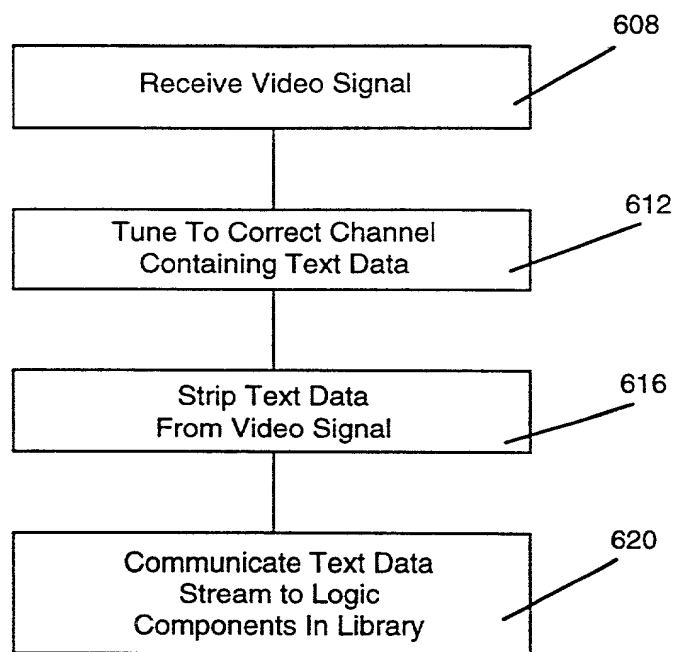 608
Receive Video Signal
612
Tune To Correct Channel
Containing Text Data
616
Strip Text Data
From Video Signal
620
Communicate Text Data
Stream to Logic
Components In Library